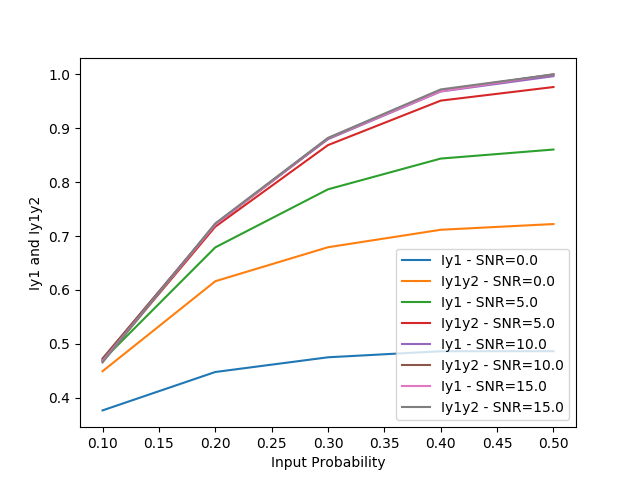 1.0
0.9
0.8
0.7
0.6
0.5
0.4
Iy1 and Iy1y2
Iy1 - SNR=0.0
Iy1y2 - SNR=0.0
Iy1 - SNR=5.0
Iy1y2 - SNR=5.0
Iy1 - SNR=10.0
Iy1y2 - SNR=10.0
Iy1 - SNR=15.0
Iy1y2 - SNR=15.0
0.10 0.15 0.20 0.25 0.30 0.35 0.40 0.45 0.50
Input Probability